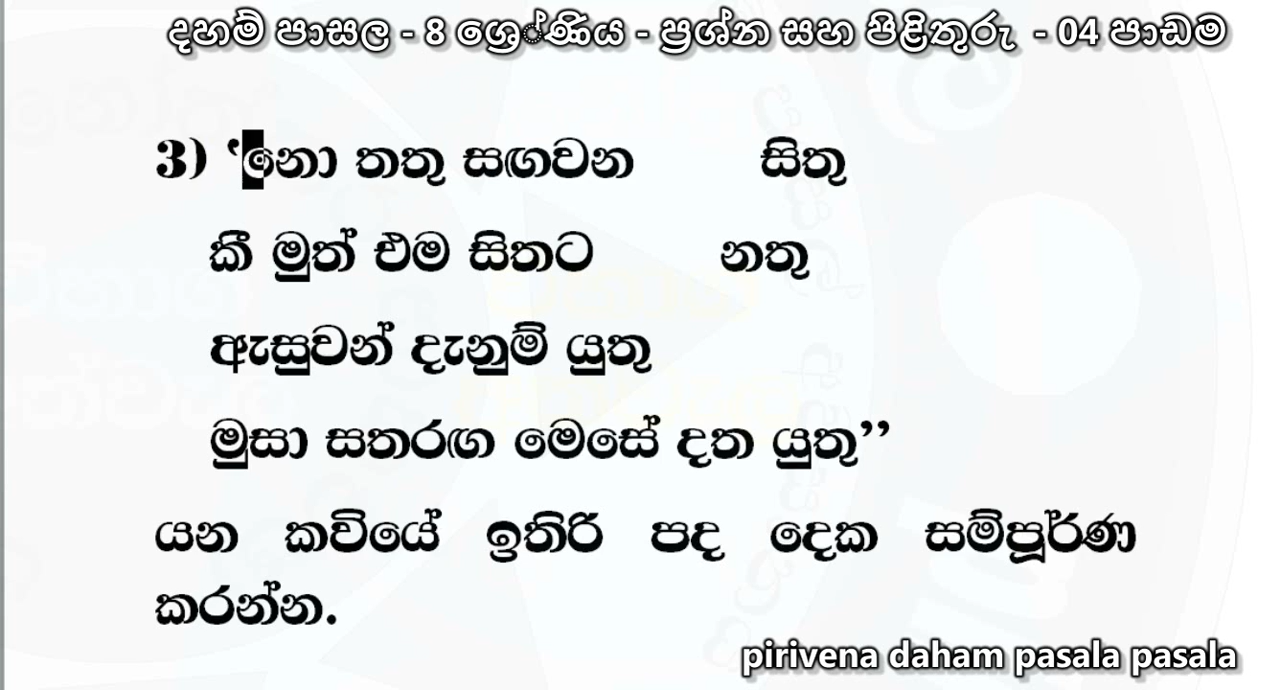 දහම් පාසල - 8 ශ්‍රේණිය - ප්‍රශ්න සහ පිළිතුරු - 04 පාඩම
3) ‘නො තතු සඟවන සිතු
කී මුත් එම සිතට නතු
ඇසුවන් දැනුම් යුතු
මුසා සතරඟ මෙසේ දත යුතු’’
යන කවියේ ඉතිරි පද දෙක සම්පූර්ණ
කරන්න.
pirivena daham pasala pasala